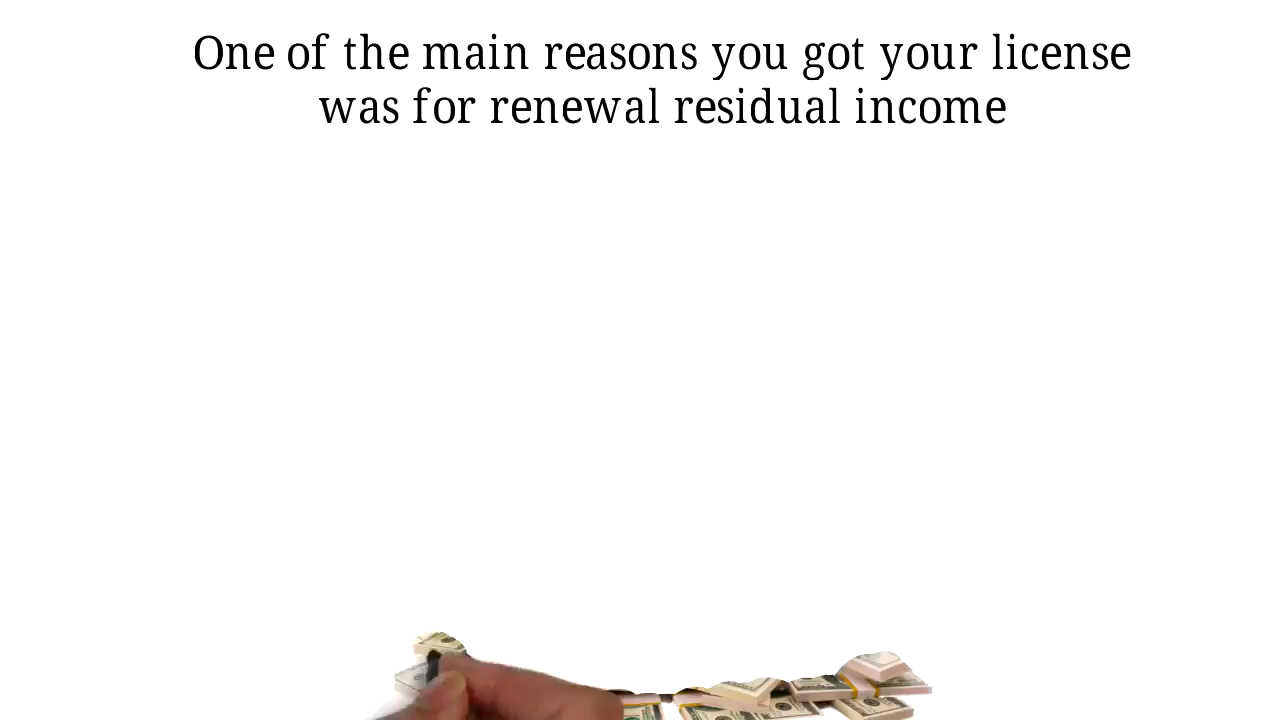 One of the main reasons you got your license
was for renewal residual income